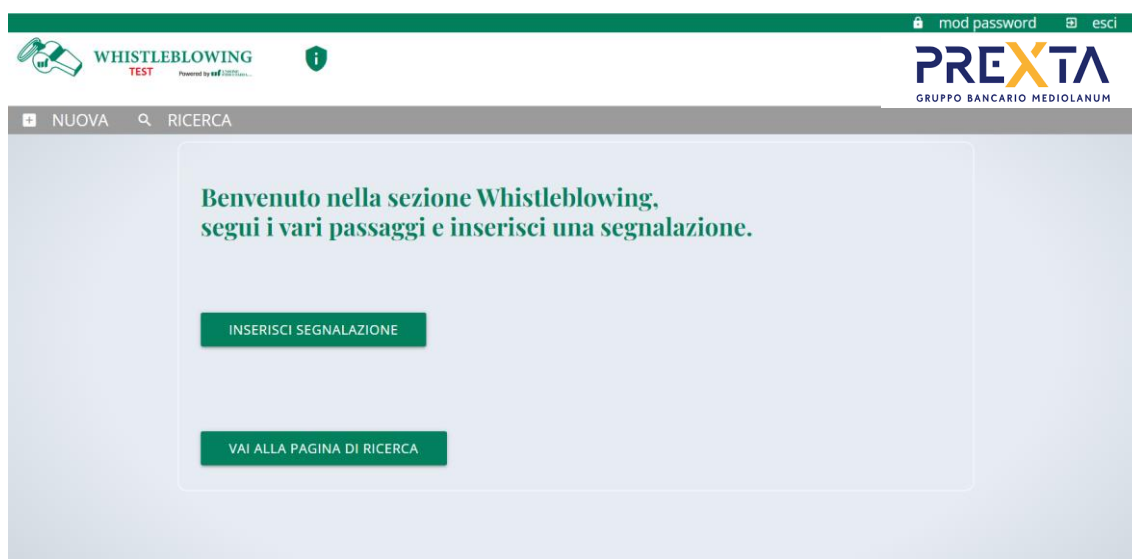 mod password esci
WHISTLEBLOWING
TEST Powered by
PREXTA
GRUPPO BANCARIO MEDIOLANUM
NUOVA RICERCA
Benvenuto nella sezione Whistleblowing,
segui i vari passaggi e inserisci una segnalazione.
INSERISCI SEGNALAZIONE
VAI ALLA PAGINA DI RICERCA